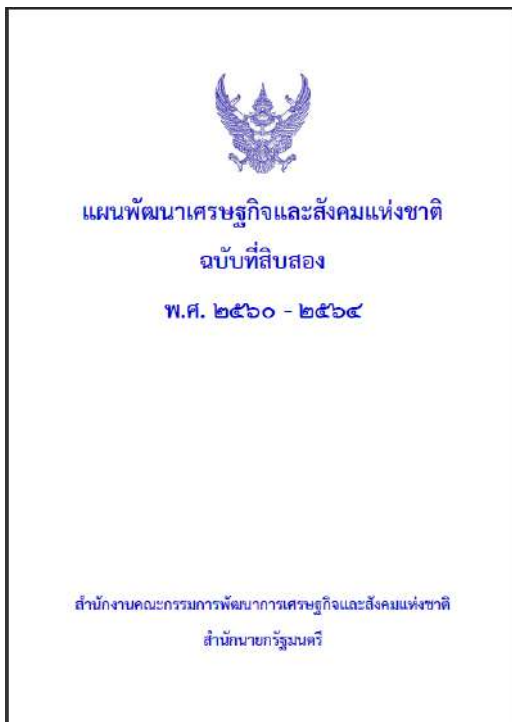 แผนพัฒนาเศรษฐกิจและสังคมแห่งชาติ
ฉบับที่สิบสอง
พ.ศ. ๒๕๖๐ - ๒๕๖๔
สำนักงานคณะกรรมการพัฒนาการเศรษฐกิจและสังคมแห่งชาติ
สำนักนายกรัฐมนตรี